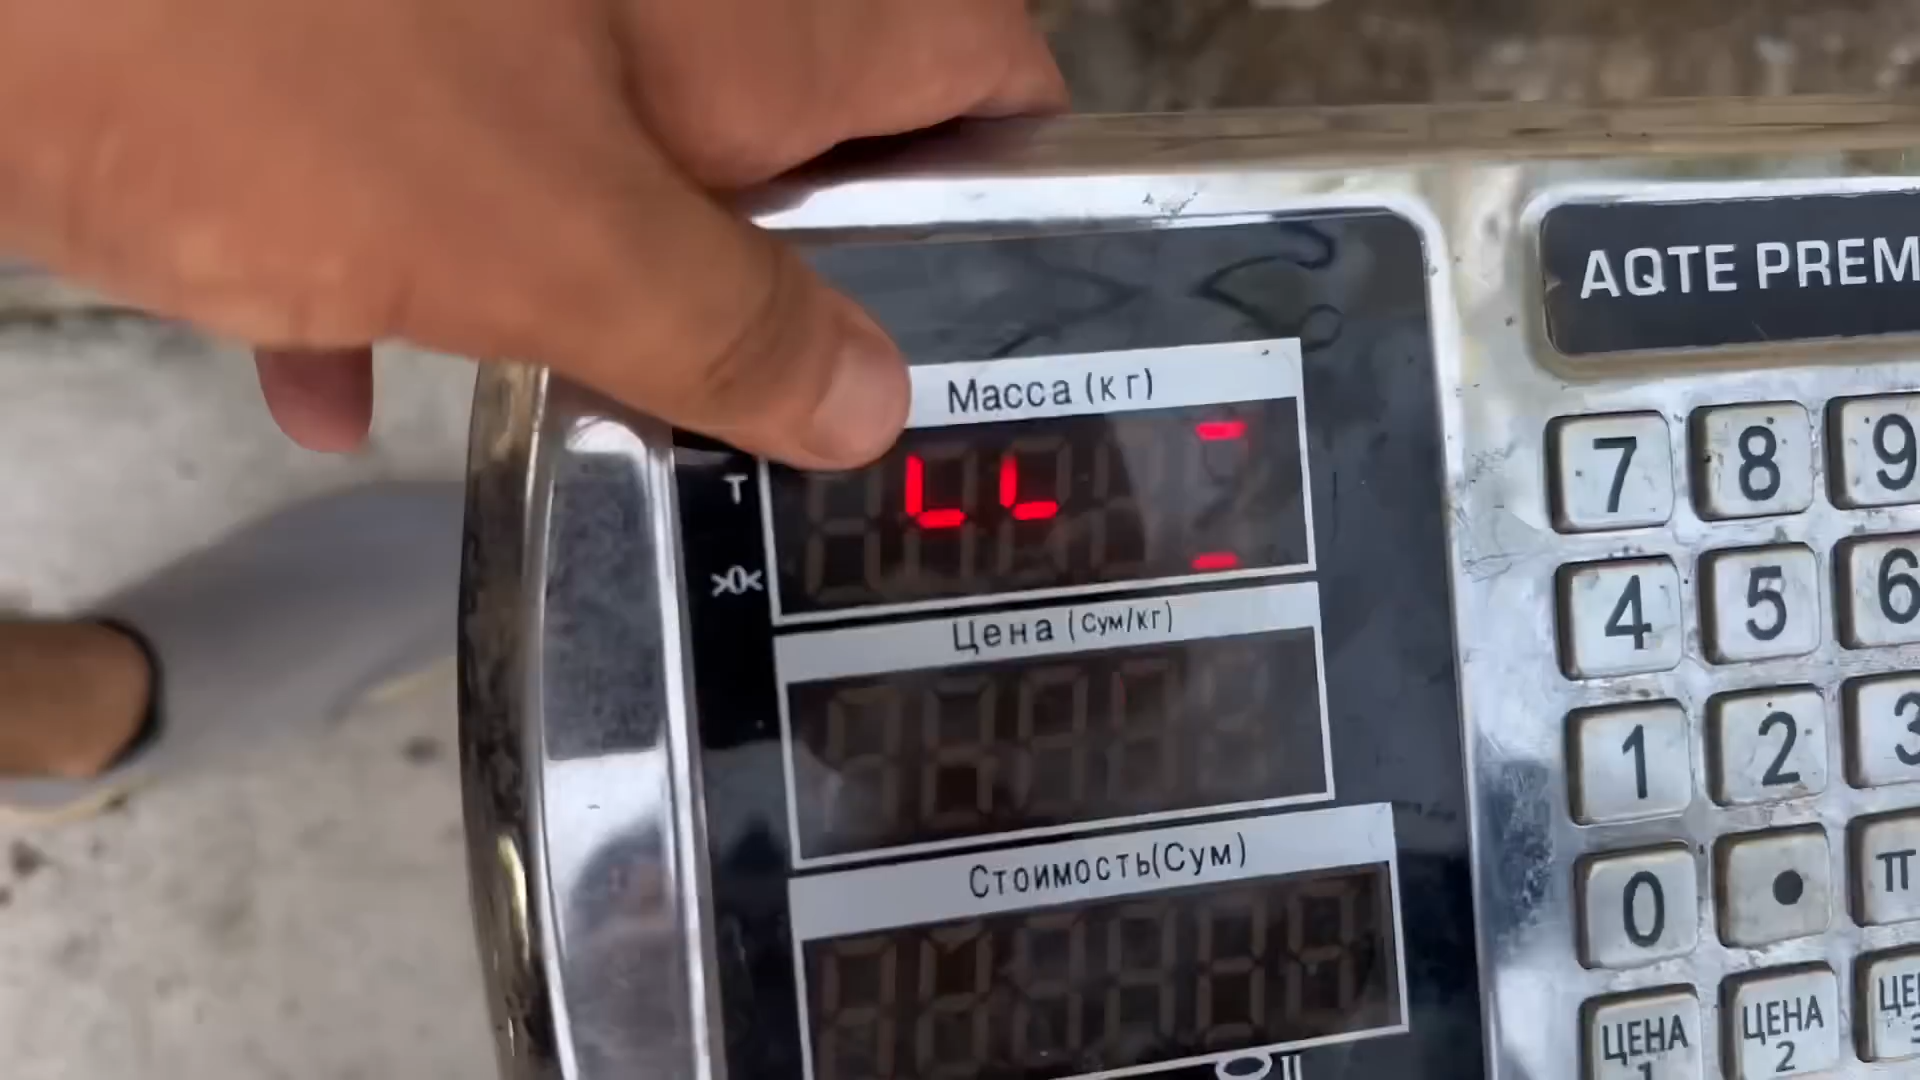 AQTE PREM
Масса (кг)
T
>0<
Цена (Сум/кг)
Стоимость(Сум)
7 8 9
4 5 6
1 2 3
0 •
ЦЕНА 1
ЦЕНА 2